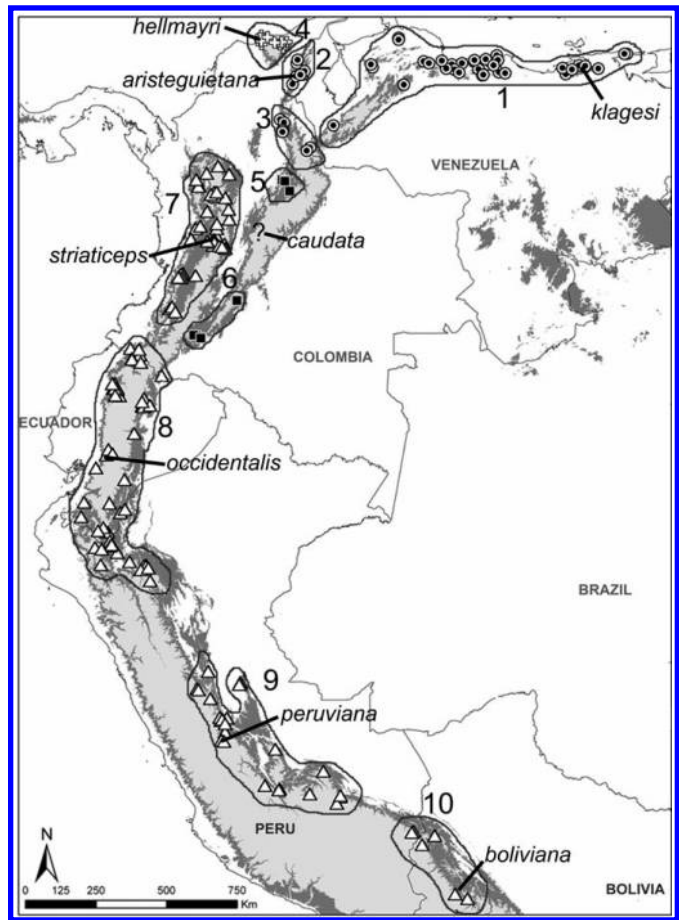 hellmayri
4
2
aristeguietana
3
1
klagesi
VENEZUELA
5
7
? caudata
striaticeps
6
COLOMBIA
ECUADOR
8
occidentalis
BRAZIL
9
peruviana
10
N
PERU
boliviana
BOLIVIA
0 125 250 500 750
Km